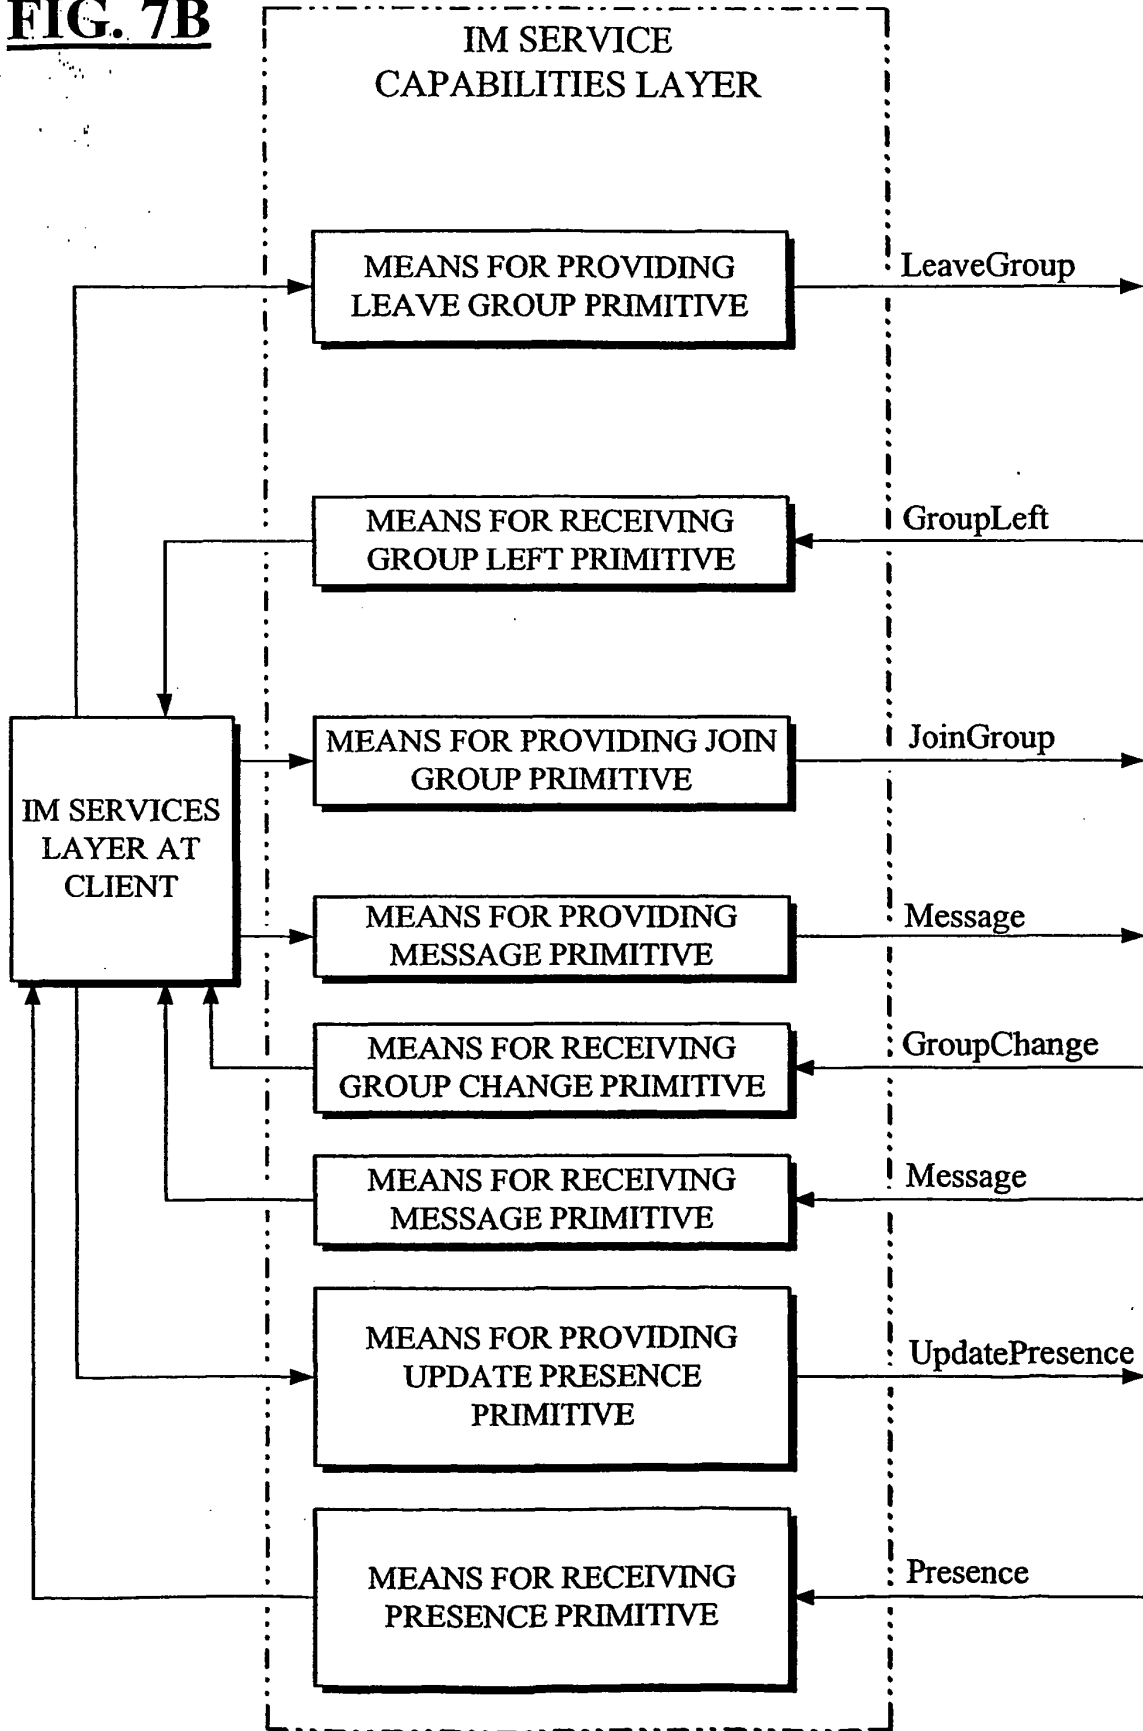 FIG. 7B
IM SERVICE
CAPABILITIES LAYER
MEANS FOR PROVIDING
LEAVE GROUP PRIMITIVE
LeaveGroup
MEANS FOR RECEIVING
GROUP LEFT PRIMITIVE
GroupLeft
IM SERVICES
LAYER AT
CLIENT
MEANS FOR PROVIDING JOIN
GROUP PRIMITIVE
JoinGroup
MEANS FOR PROVIDING
MESSAGE PRIMITIVE
Message
MEANS FOR RECEIVING
GROUP CHANGE PRIMITIVE
GroupChange
MEANS FOR RECEIVING
MESSAGE PRIMITIVE
Message
MEANS FOR PROVIDING
UPDATE PRESENCE
PRIMITIVE
UpdatePresence
MEANS FOR RECEIVING
PRESENCE PRIMITIVE
Presence